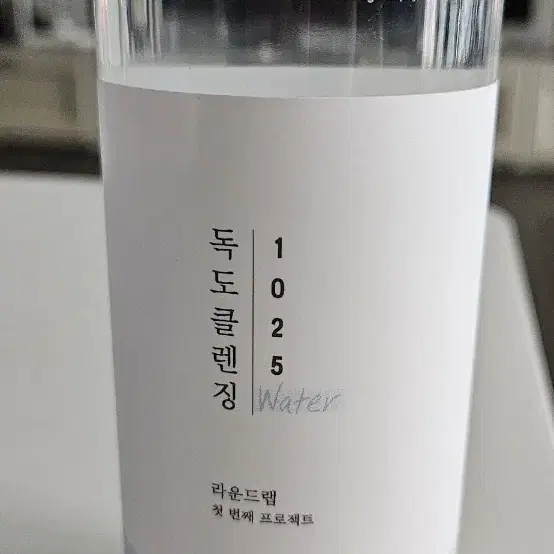 독도클렌징
1025
Water
라운드랩
첫 번째 프로젝트